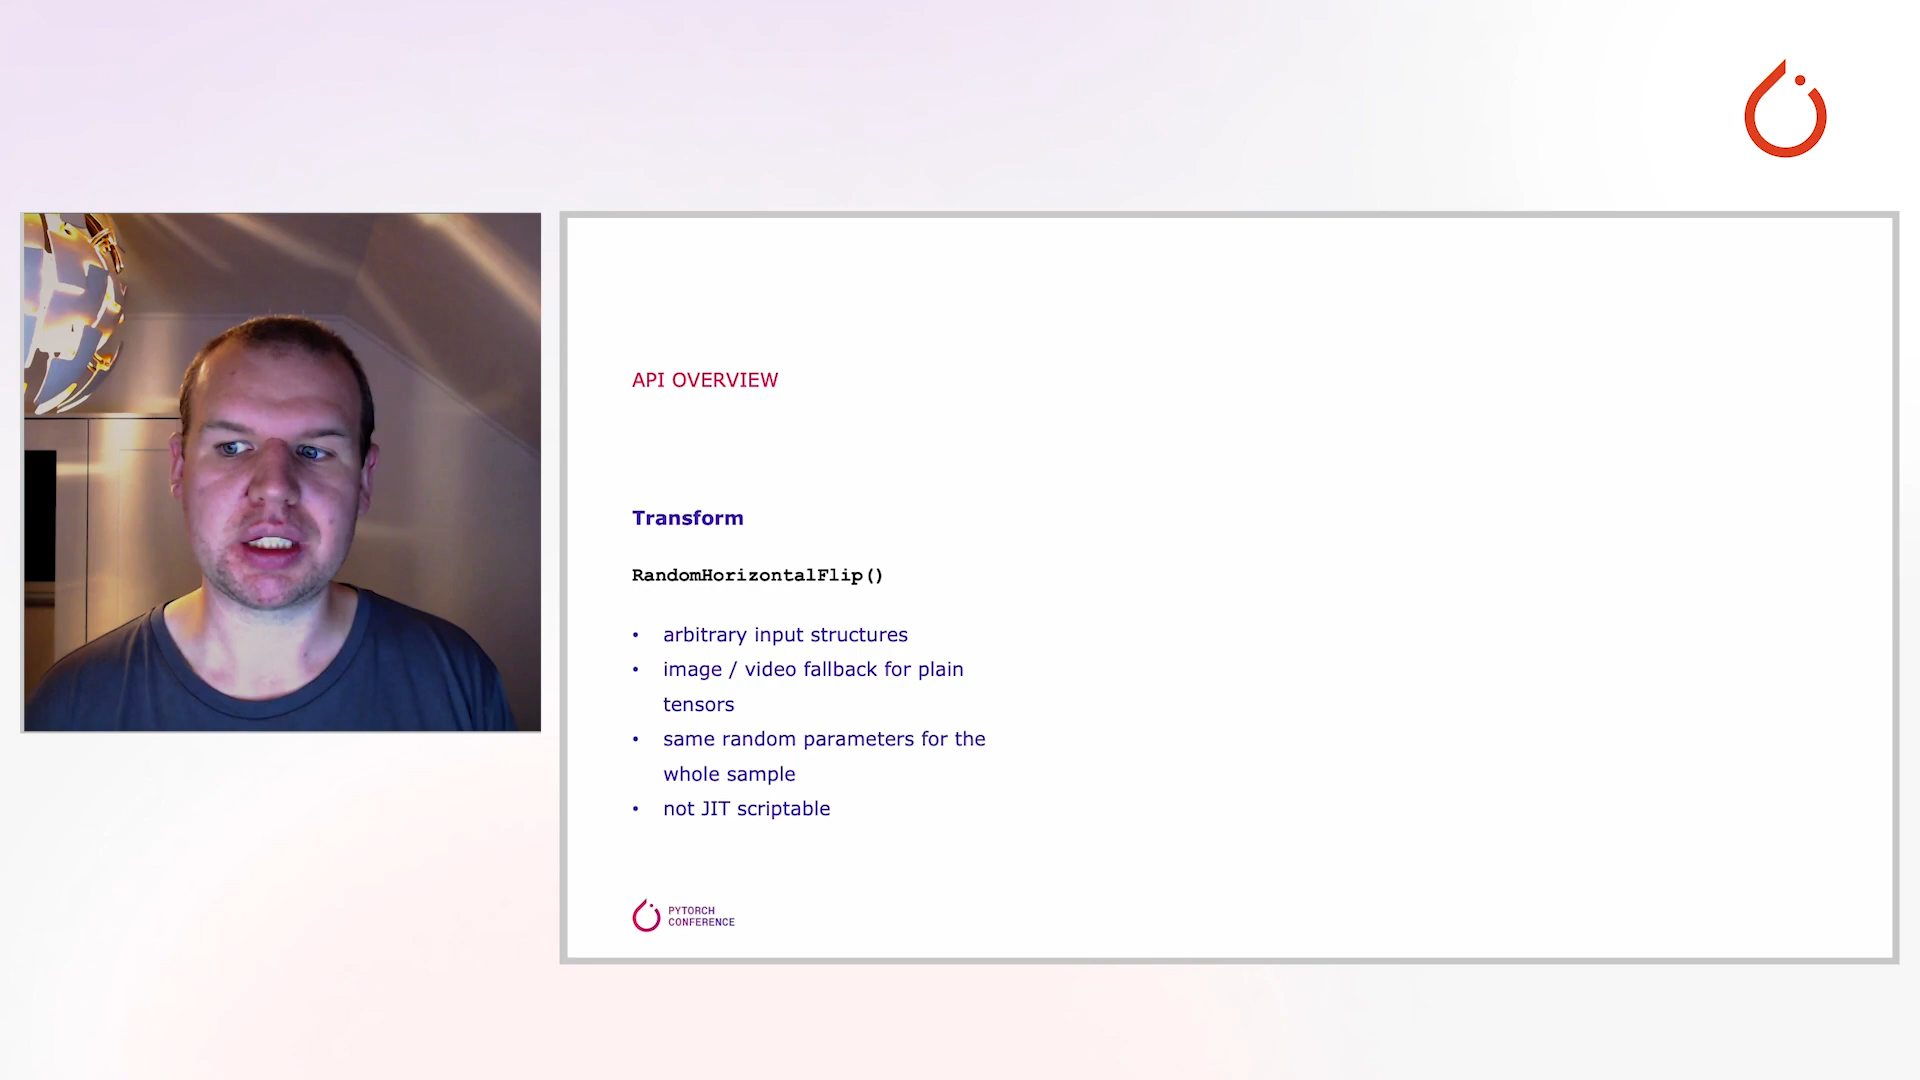 API OVERVIEW
Transform
RandomHorizontalFlip()
• arbitrary input structures
• image / video fallback for plain
tensors
• same random parameters for the
whole sample
• not JIT scriptable
PYTORCH
CONFERENCE